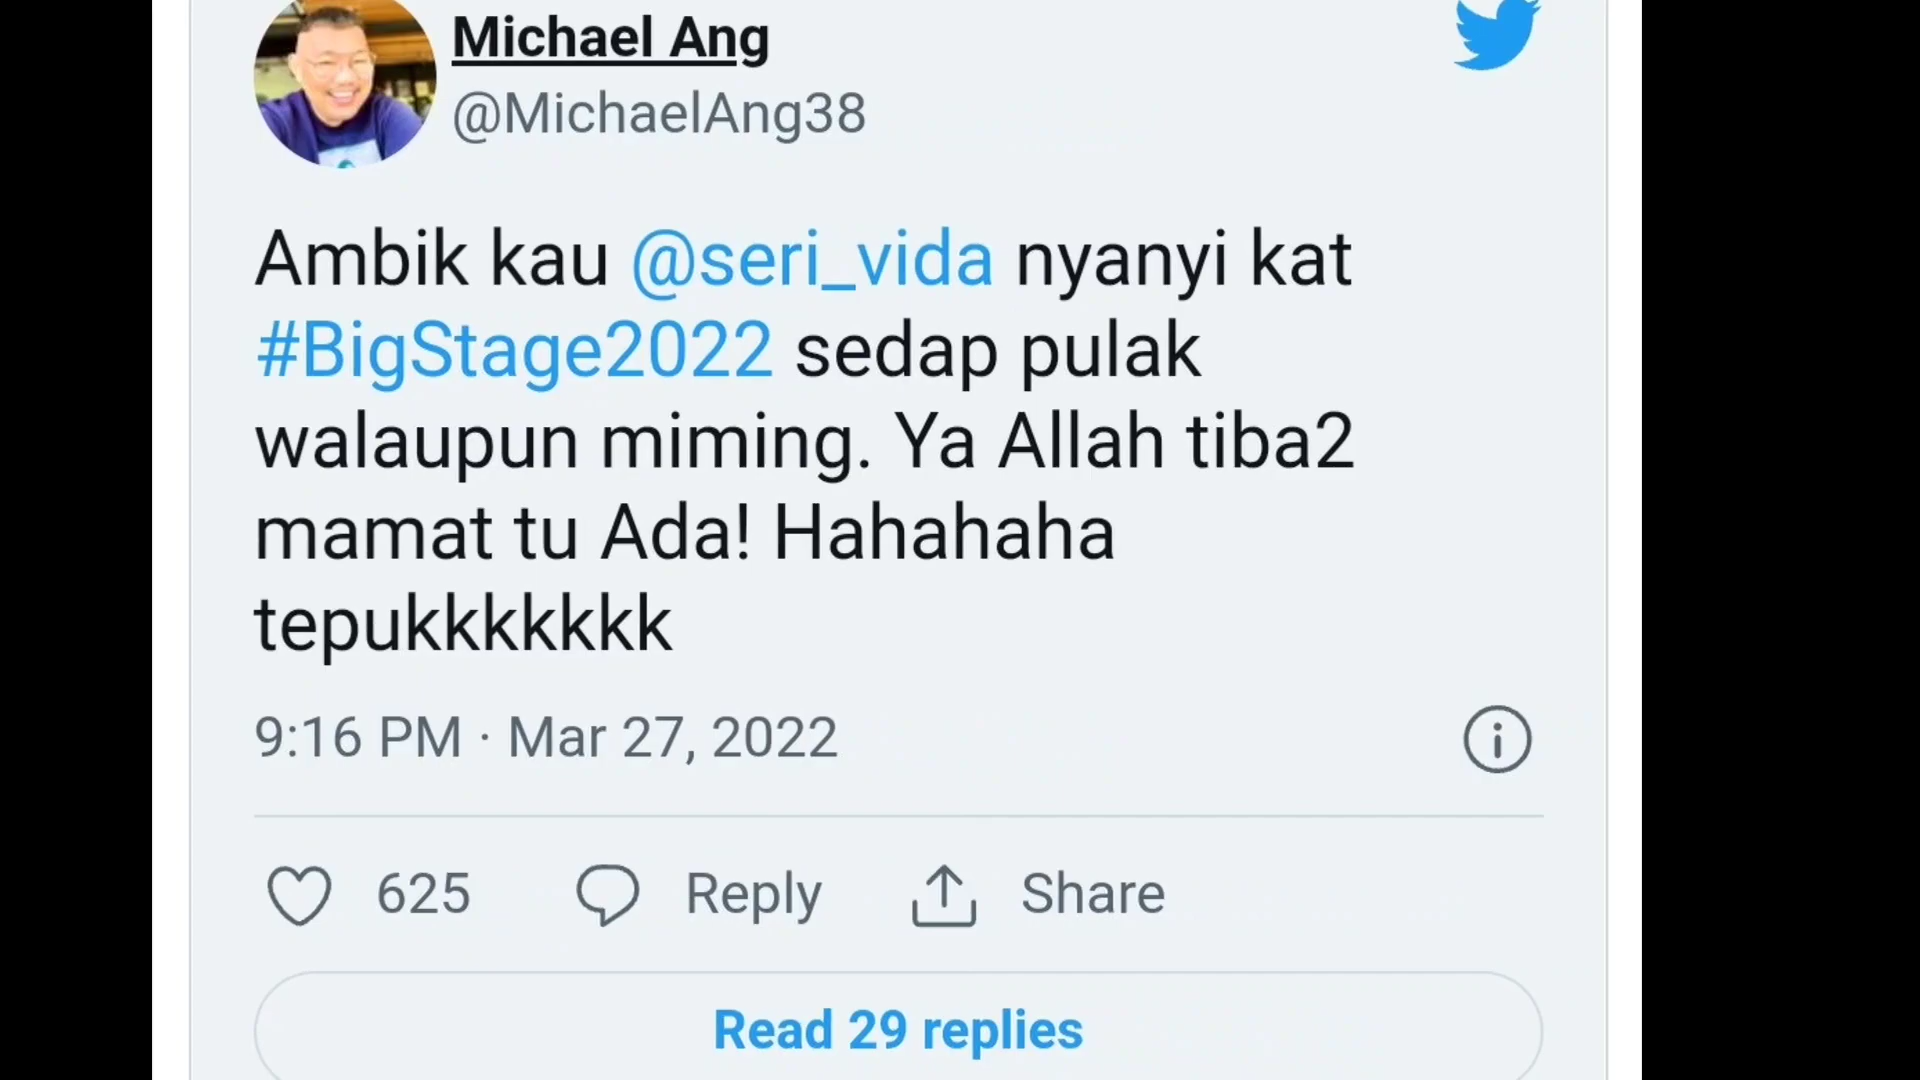 Michael Ang
@MichaelAng38
Ambik kau @seri_vida nyanyi kat
#BigStage2022 sedap pulak
walaupun miming. Ya Allah tiba2
mamat tu Ada! Hahahaha
tepukkkkkkk
9:16 PM · Mar 27, 2022
625 Reply Share
Read 29 replies